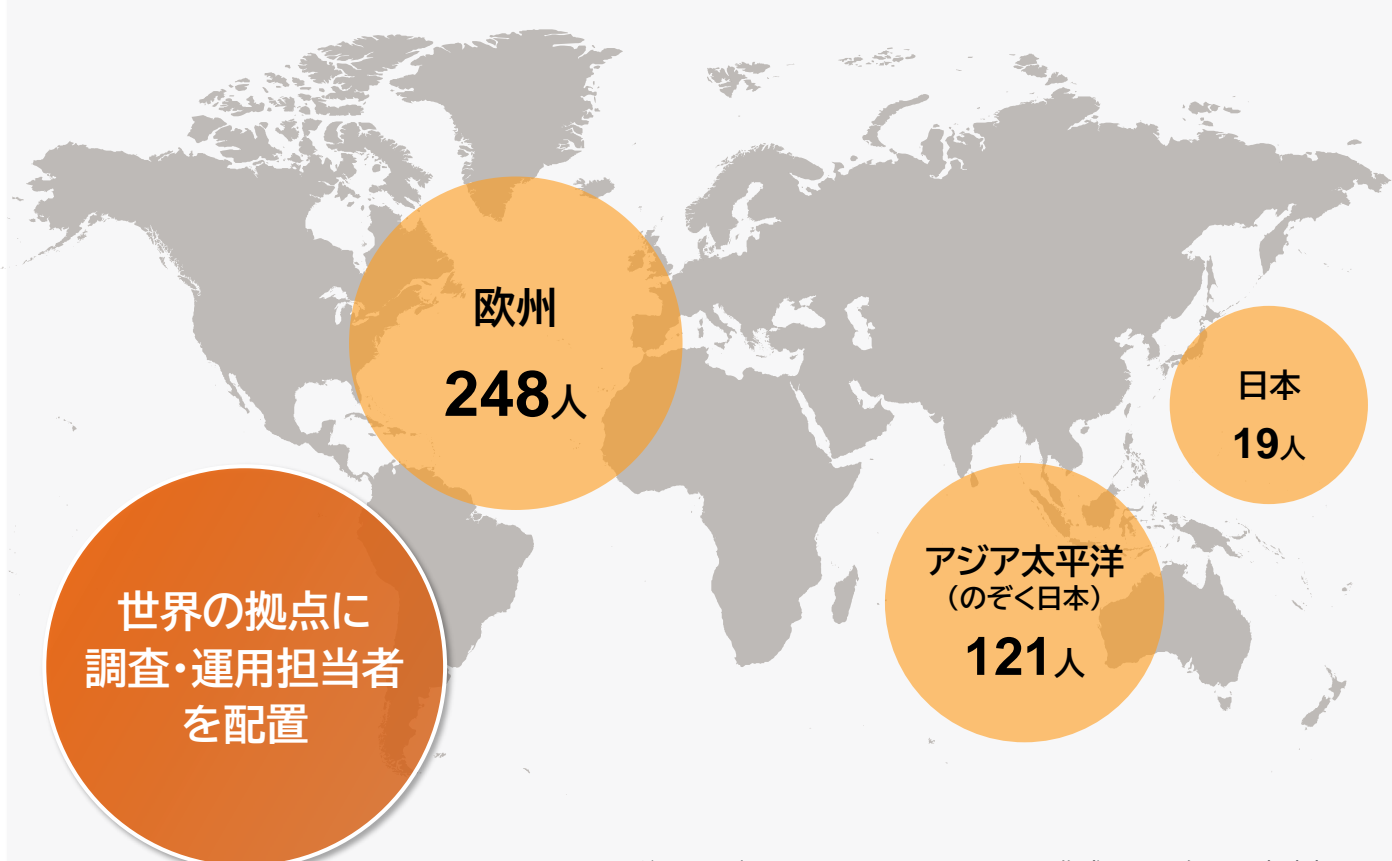 欧州
248人
日本
19人
アジア太平洋
（のぞく日本）
121人
世界の拠点に
調査・運用担当者
を配置